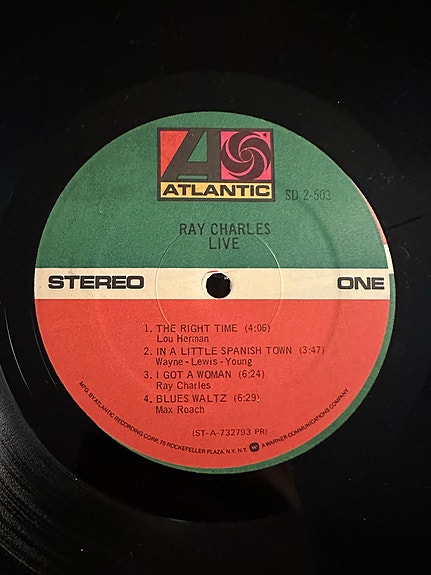 ATLANTIC
SD 2-503
RAY CHARLES
LIVE
STEREO ONE
1. THE RIGHT TIME (4:06)
Lou Herman
2. IN A LITTLE SPANISH TOWN (3:47)
Wayne - Lewis - Young
3. I GOT A WOMAN (6:24)
Ray Charles
4. BLUES WALTZ (6:29)
Max Roach
(ST-A-732793 PR)
MFG. BY ATLANTIC RECORDING CORP., 75 ROCKEFELLER PLAZA, N.Y., N.Y. A WARNER COMMUNICATIONS COMPANY